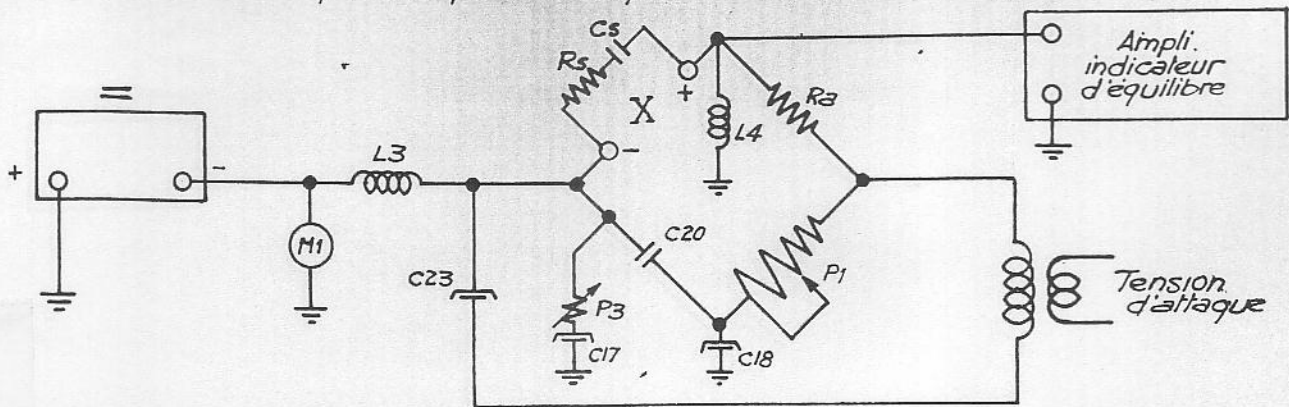 Cs
Rs
X
+
L4
Ra
Ampli.
indicateur
d'équilibre
=
+
-
L3
-
M1
C23
C20
P1
P3
C17
C18
Tension
d'attaque